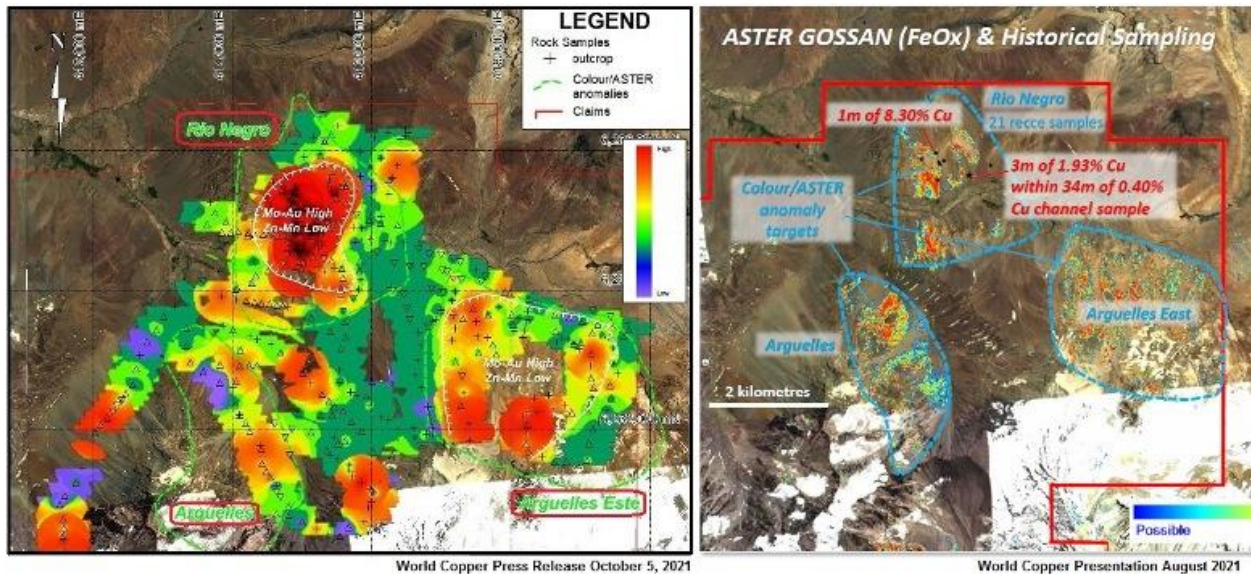 LEGEND
Rock Samples
outcrop
Colour/ASTER
anomalies
Claims
N
High
Low
Rio Negro
Mo-Au High
Zn-Mn Low
Mo-Au High
Zn-Mn Low
Arguelles
Arguelles Este
World Copper Press Release October 5, 2021
ASTER GOSSAN (FeOx) & Historical Sampling
1m of 8.30% Cu
Rio Negro
21 recce samples
3m of 1.93% Cu
within 34m of 0.40%
Cu channel sample
Colour/ASTER
anomaly
targets
Arguelles East
Arguelles
2 kilometres
Possible
World Copper Presentation August 2021